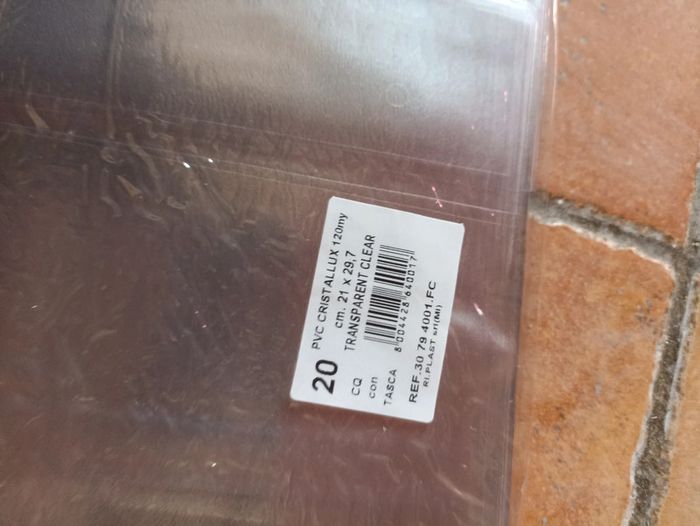 20 PVC CRISTALLUX 120my
cm. 21 x 29,7
CQ TRANSPARENT CLEAR
con
TASCA 8 004428 640017
REF.30 79 4001.FC
RI.PLAST srl(MI)